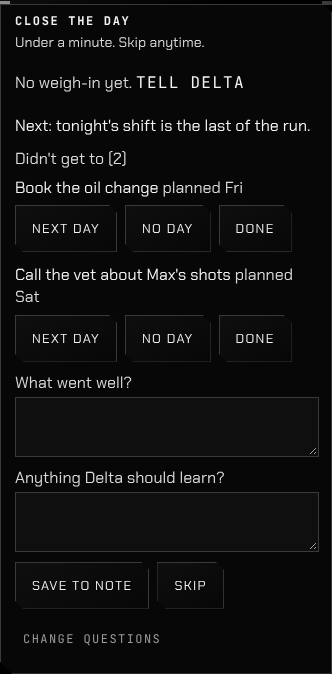 CLOSE THE DAY
Under a minute. Skip anytime.
No weigh-in yet. TELL DELTA
Next: tonight's shift is the last of the run.
Didn't get to (2)
Book the oil change planned Fri
NEXT DAY NO DAY DONE
Call the vet about Max's shots planned
Sat
NEXT DAY NO DAY DONE
What went well?
Anything Delta should learn?
SAVE TO NOTE SKIP
CHANGE QUESTIONS